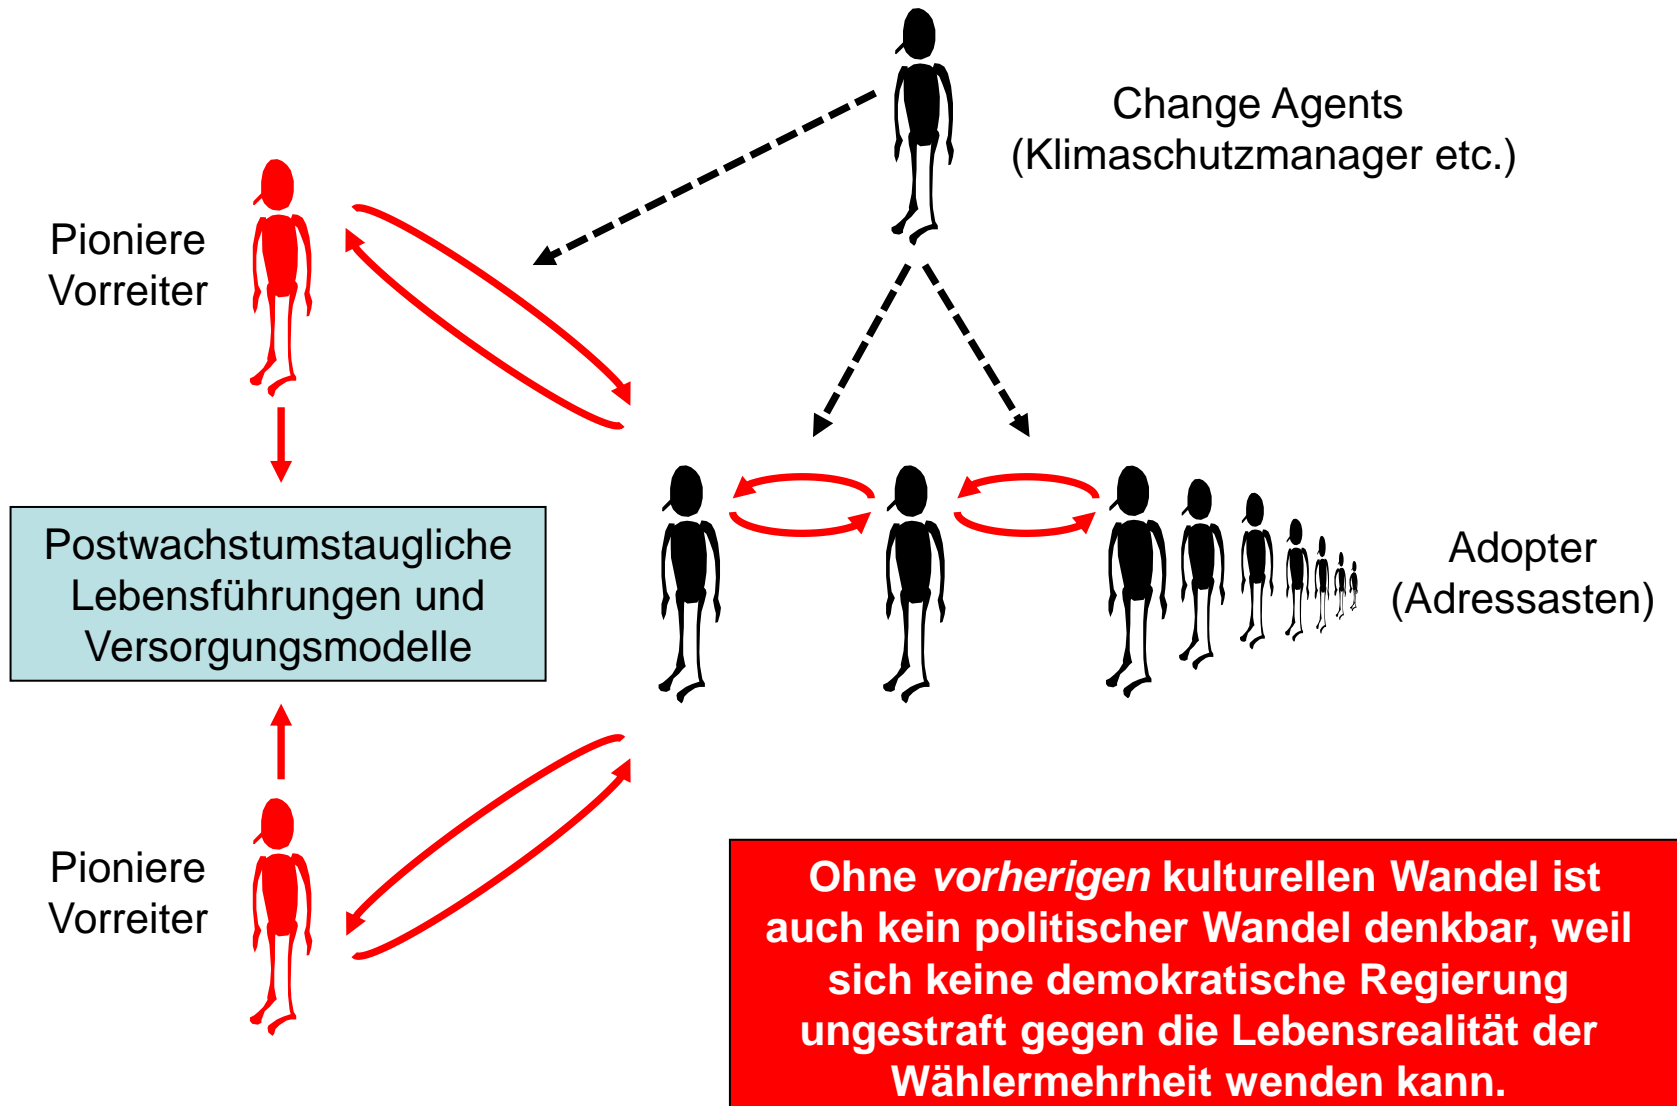 Change Agents
(Klimaschutzmanager etc.)
Pioniere
Vorreiter
Postwachstumstaugliche
Lebensführungen und
Versorgungsmodelle
Adopter
(Adressasten)
Pioniere
Vorreiter
Ohne vorherigen kulturellen Wandel ist
auch kein politischer Wandel denkbar, weil
sich keine demokratische Regierung
ungestraft gegen die Lebensrealität der
Wählermehrheit wenden kann.